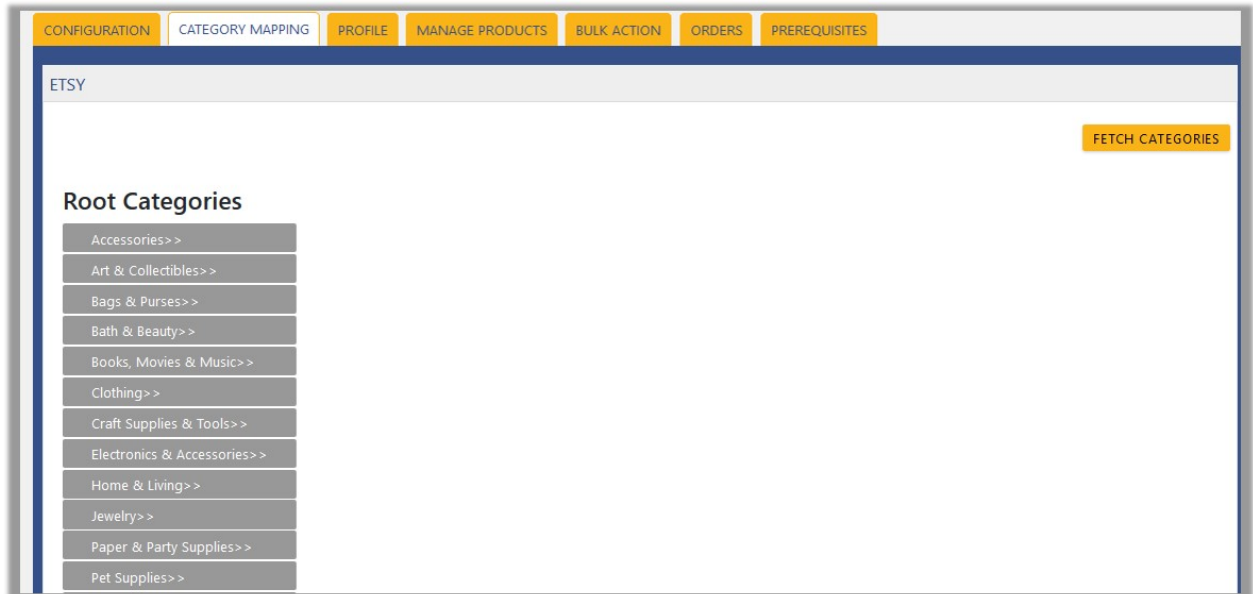 CONFIGURATION CATEGORY MAPPING PROFILE MANAGE PRODUCTS BULK ACTION ORDERS PREREQUISITES
ETSY
FETCH CATEGORIES
Root Categories
Accessories>>
Art & Collectibles>>
Bags & Purses>>
Bath & Beauty>>
Books, Movies & Music>>
Clothing>>
Craft Supplies & Tools>>
Electronics & Accessories>>
Home & Living>>
Jewelry>>
Paper & Party Supplies>>
Pet Supplies>>